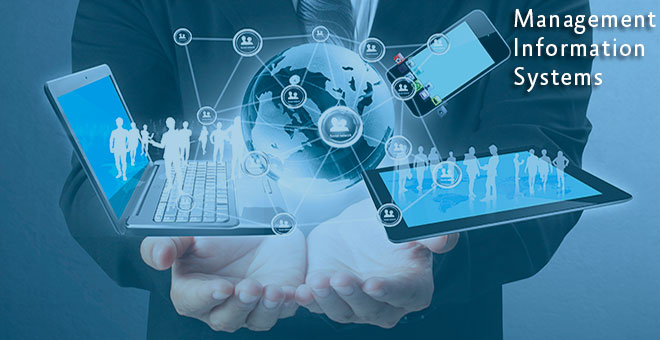 Management
Information
Systems